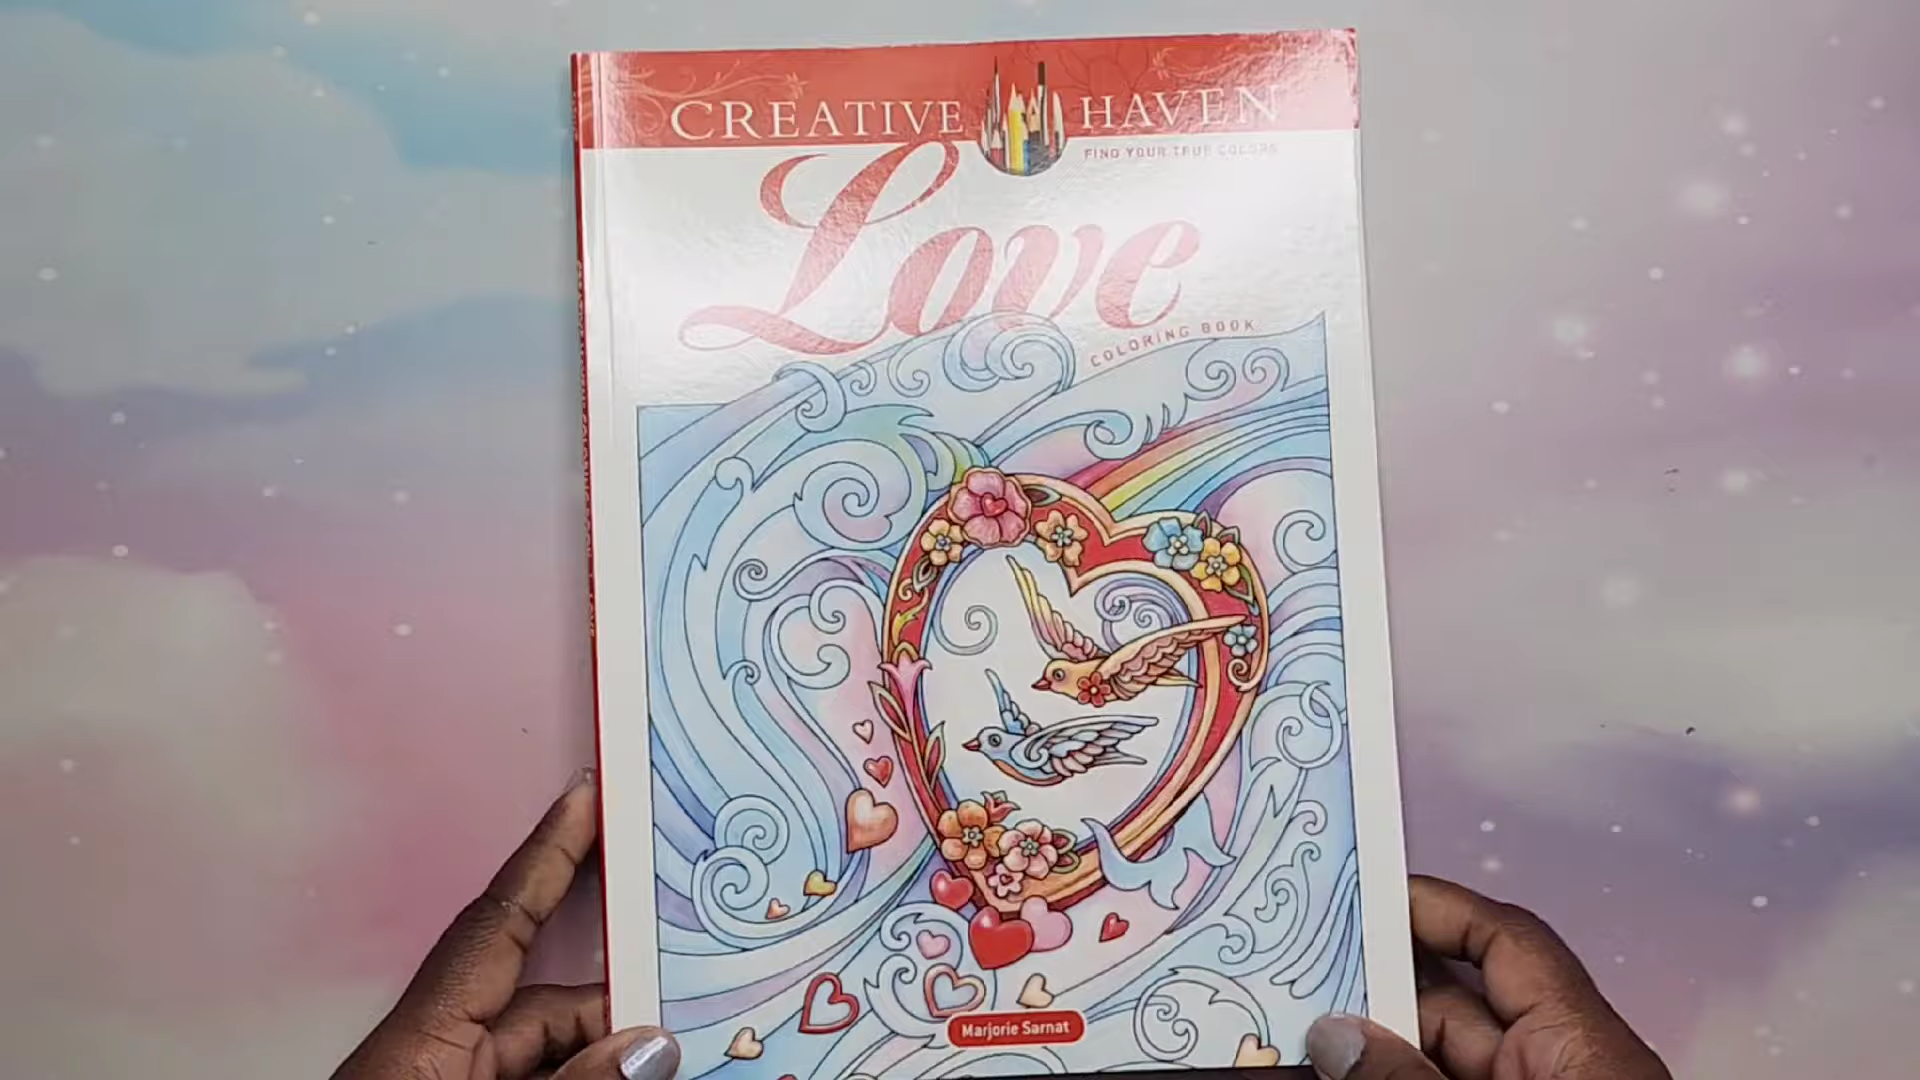 CREATIVE HAVEN
FIND YOUR TRUE COLORS
Love
COLORING BOOK
Marjorie Sarnat